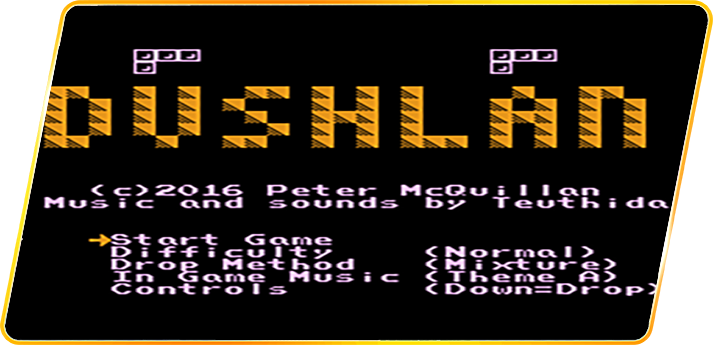 DUSHLAN
(c)2016 Peter McQuillan
Music and sounds by Teuthida
Start Game
Difficulty (Normal)
Drop Method (Mixture)
In Game Music (Theme A)
Controls (Down=Drop)